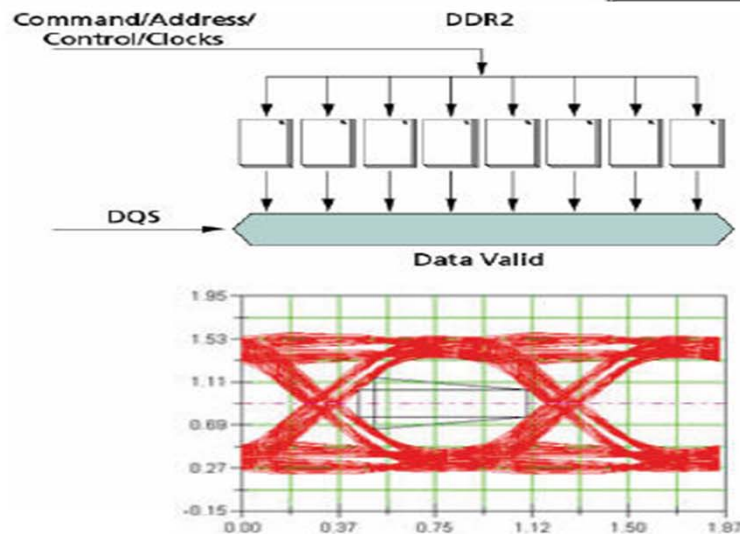 Command/Address/
Control/Clocks
DDR2
DQS
Data Valid
1.95
1.53
1.11
0.69
0.27
-0.15
0.00 0.37 0.75 1.12 1.50 1.87